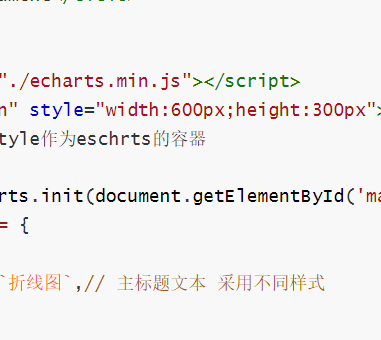 "./echarts.min.js"></script>
n" style="width:600px;height:300px">
tyle作为eschrts的容器
rts.init(document.getElementById('ma
= {
`折线图`,// 主标题文本 采用不同样式